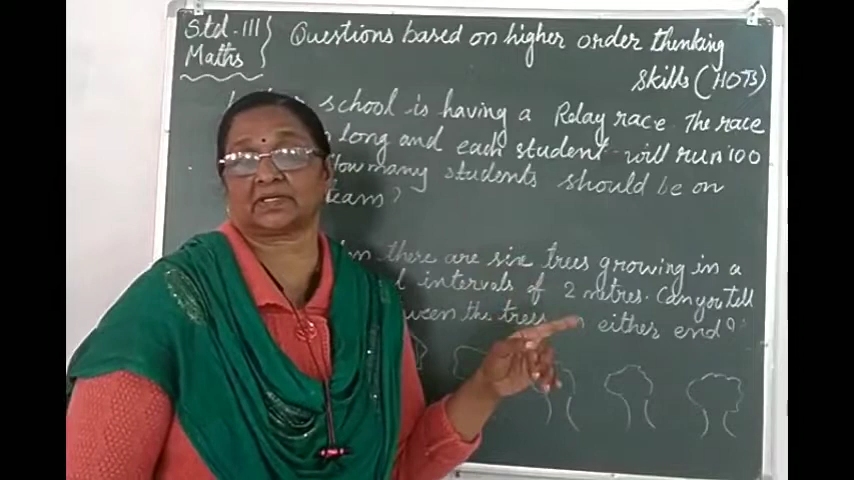 Std - III
Maths
Questions based on higher order thinking
Skills (HOTS)
school is having a Relay race. The race
long and each student will run 100
How many students should be on
team?
there are six trees growing in a
intervals of 2 metres. Can you tell
the trees on either end?